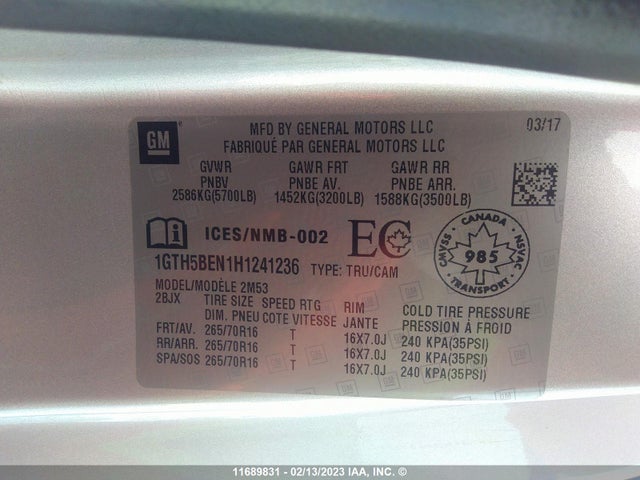 GM ®
MFD BY GENERAL MOTORS LLC
03/17
FABRIQUÉ PAR GENERAL MOTORS LLC
GVWR GAWR FRT GAWR RR
PNBV PNBE AV. PNBE ARR.
2586KG(5700LB) 1452KG(3200LB) 1588KG(3500LB)
ICES/NMB-002 EC
CANADA
CMVSS 985 NSVAC
TRANSPORT
1GTH5BEN1H1241236 TYPE: TRU/CAM
MODEL/MODÈLE 2M53
2BJX TIRE SIZE SPEED RTG RIM COLD TIRE PRESSURE
DIM. PNEU COTE VITESSE JANTE PRESSION À FROID
FRT/AV. 265/70R16 T 16X7.0J 240 KPA(35PSI)
RR/ARR. 265/70R16 T 16X7.0J 240 KPA(35PSI)
SPA/SOS 265/70R16 T 16X7.0J 240 KPA(35PSI)
11689831 - 02/13/2023 IAA, INC. ©